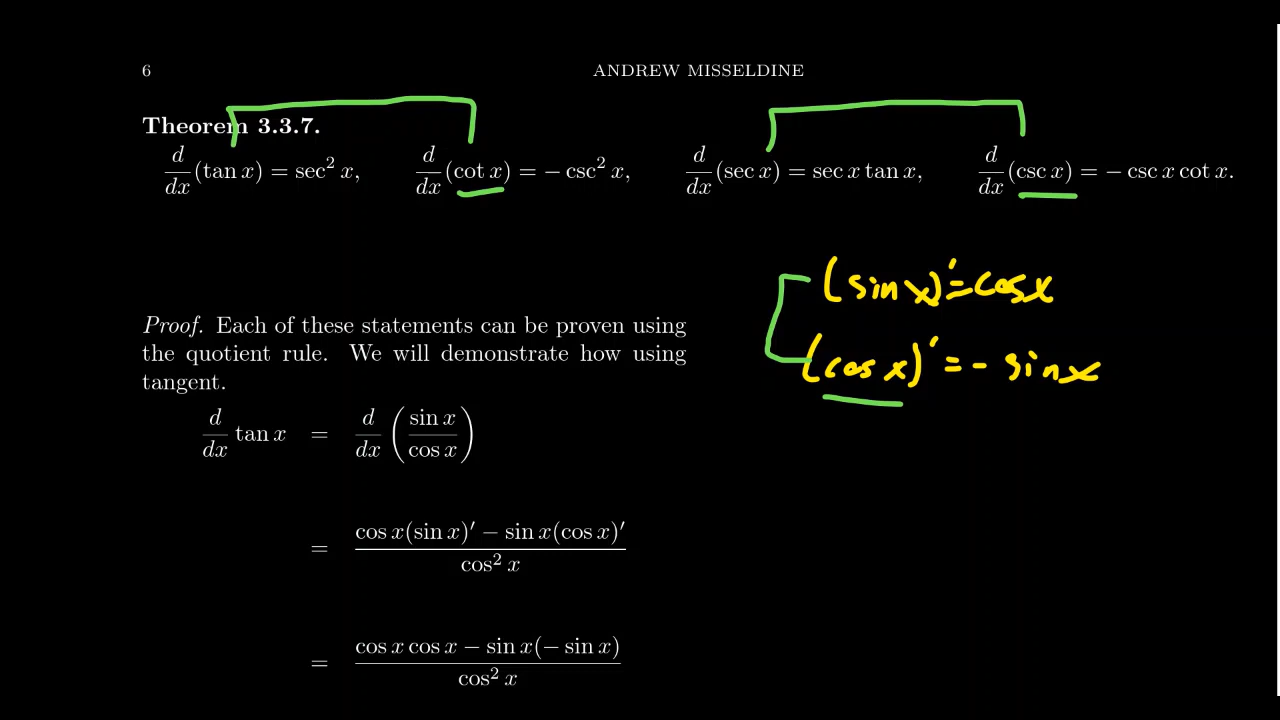 6 ANDREW MISSELDINE
Theorem 3.3.7.
d/dx (tan x) = sec² x, d/dx (cot x) = − csc² x, d/dx (sec x) = sec x tan x, d/dx (csc x) = − csc x cot x.
(sin x)′ = cos x
Proof. Each of these statements can be proven using
the quotient rule. We will demonstrate how using
tangent.
(cos x)′ = - sin x
d/dx tan x = d/dx (sin x / cos x)
= cos x(sin x)′ − sin x(cos x)′ / cos² x
= cos x cos x − sin x(− sin x) / cos² x